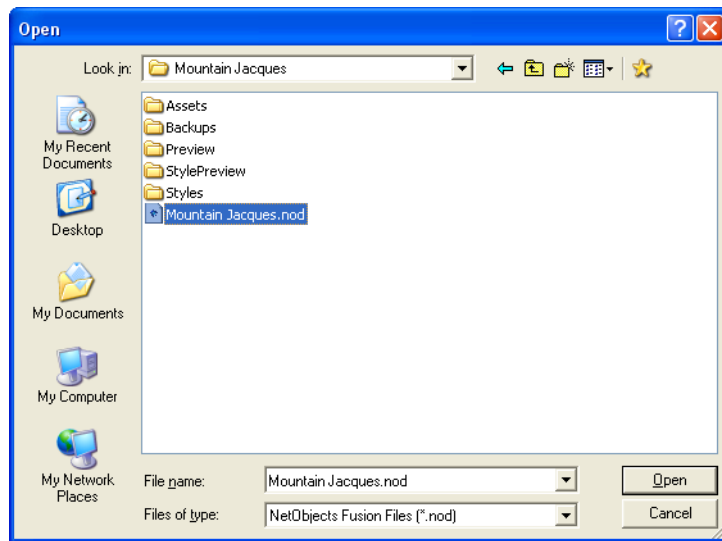 Open
Look in: Mountain Jacques
My Recent
Documents
Desktop
My Documents
My Computer
My Network
Places
Assets
Backups
Preview
StylePreview
Styles
Mountain Jacques.nod
File name: Mountain Jacques.nod Open
Files of type: NetObjects Fusion Files (*.nod) Cancel